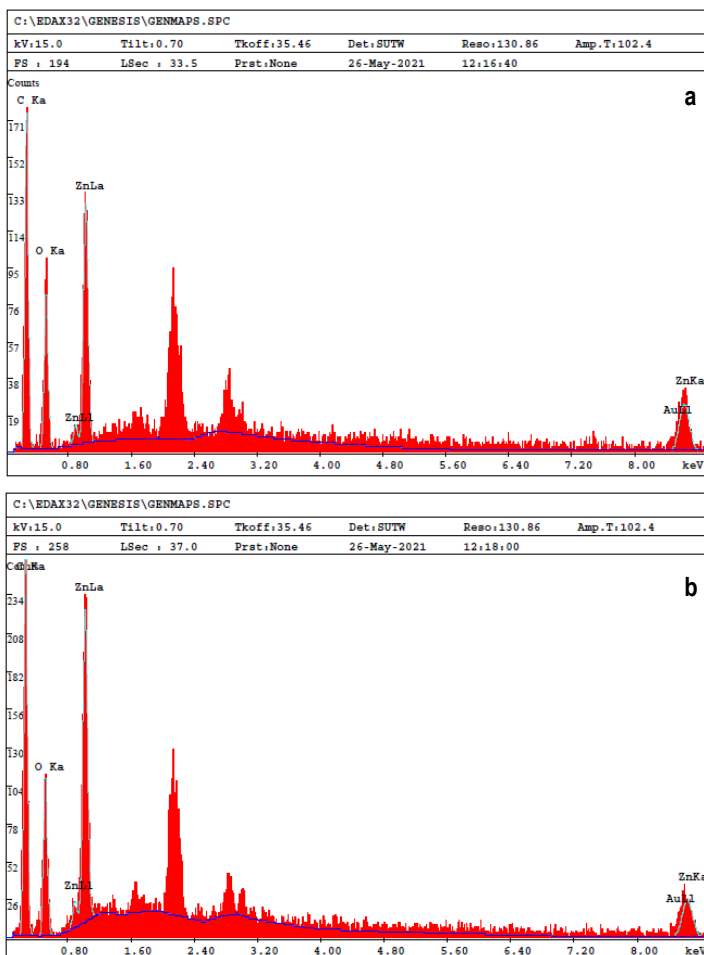 C:\EDAX32\GENESIS\GENMAPS.SPC
kV:15.0 Tilt:0.70 Tkoff:35.46 Det:SUTW Reso:130.86 Amp.T:102.4
FS : 194 LSec : 33.5 Prst:None 26-May-2021 12:16:40
Counts
a
C Ka
171
152
ZnLa
133
114
O Ka
95
76
57
38
ZnKa
AuLl
19
ZnLl
0.80 1.60 2.40 3.20 4.00 4.80 5.60 6.40 7.20 8.00 keV
C:\EDAX32\GENESIS\GENMAPS.SPC
kV:15.0 Tilt:0.70 Tkoff:35.46 Det:SUTW Reso:130.86 Amp.T:102.4
FS : 258 LSec : 37.0 Prst:None 26-May-2021 12:18:00
C Ka
b
ZnLa
234
208
182
156
130
O Ka
104
78
52
ZnLl
ZnKa
AuLl
26
0.80 1.60 2.40 3.20 4.00 4.80 5.60 6.40 7.20 8.00 keV